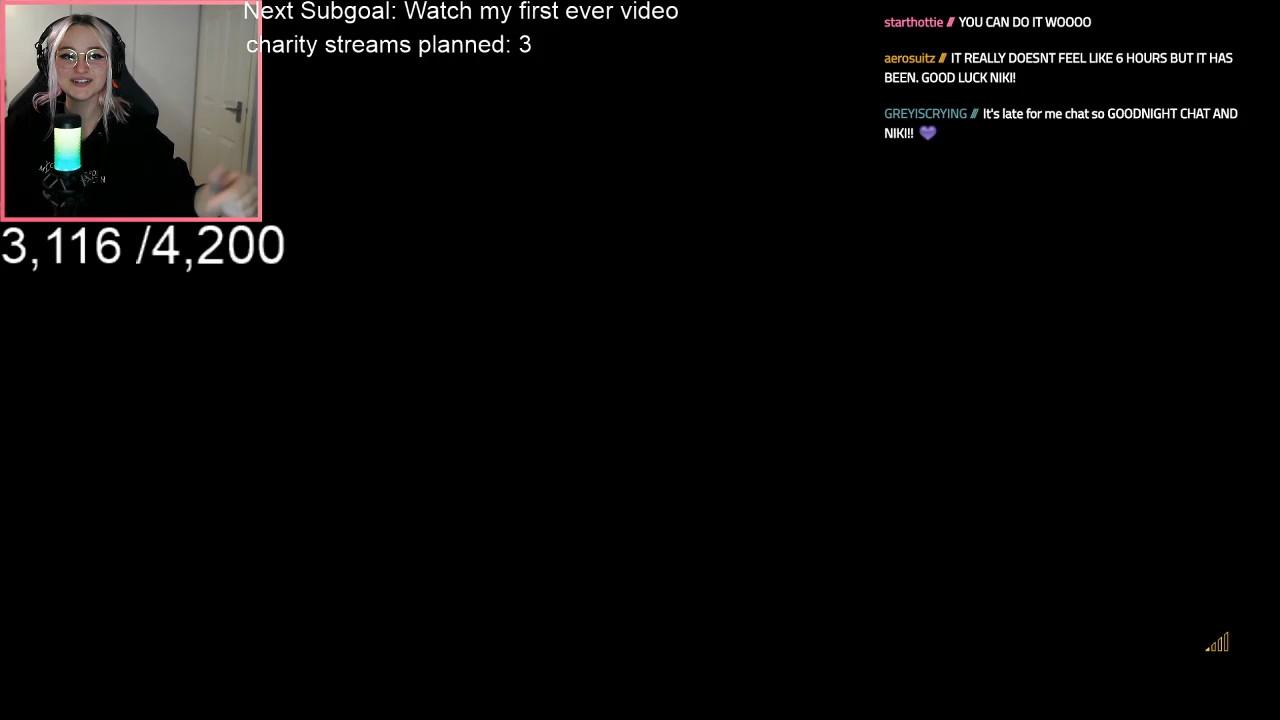 Next Subgoal: Watch my first ever video
charity streams planned: 3
3,116 /4,200
starthottie // YOU CAN DO IT WOOOO
aerosuitz // IT REALLY DOESNT FEEL LIKE 6 HOURS BUT IT HAS
BEEN. GOOD LUCK NIKI!
GREYISCRYING // It's late for me chat so GOODNIGHT CHAT AND
NIKI!! 💜